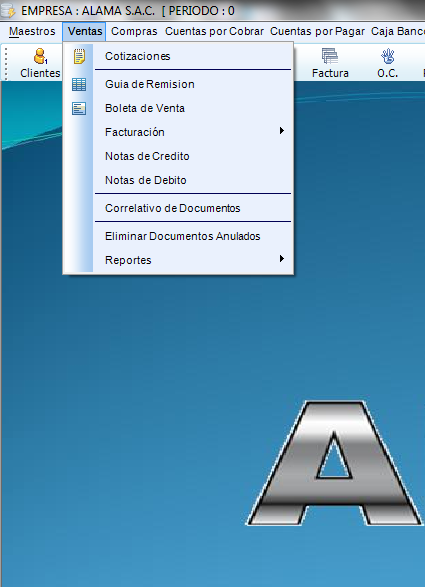 EMPRESA : ALAMA S.A.C. [ PERIODO : 0
Maestros Ventas Compras Cuentas por Cobrar Cuentas por Pagar Caja Banco
Clientes Factura O.C.
Cotizaciones
Guia de Remision
Boleta de Venta
Facturación
Notas de Credito
Notas de Debito
Correlativo de Documentos
Eliminar Documentos Anulados
Reportes
A